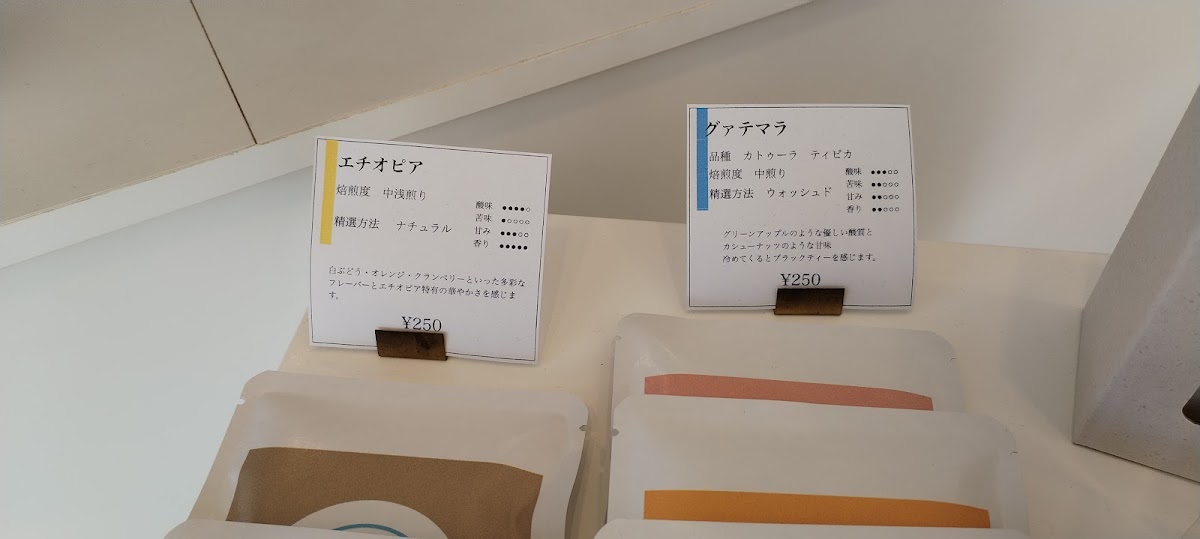 エチオピア
焙煎度 中浅煎り
精選方法 ナチュラル
酸味 ●●●●○
苦味 ●○○○○
甘み ●●●○○
香り ●●●●●
白ぶどう・オレンジ・クランベリーといった多彩な
フレーバーとエチオピア特有の華やかさを感じま
す。
¥250
グァテマラ
品種 カトゥーラ ティピカ
焙煎度 中煎り
精選方法 ウォッシュド
酸味 ●●●○○
苦味 ●●○○○
甘み ●●○○○
香り ●●○○○
グリーンアップルのような優しい酸質と
カシューナッツのような甘味
冷めてくるとブラックティーを感じます。
¥250